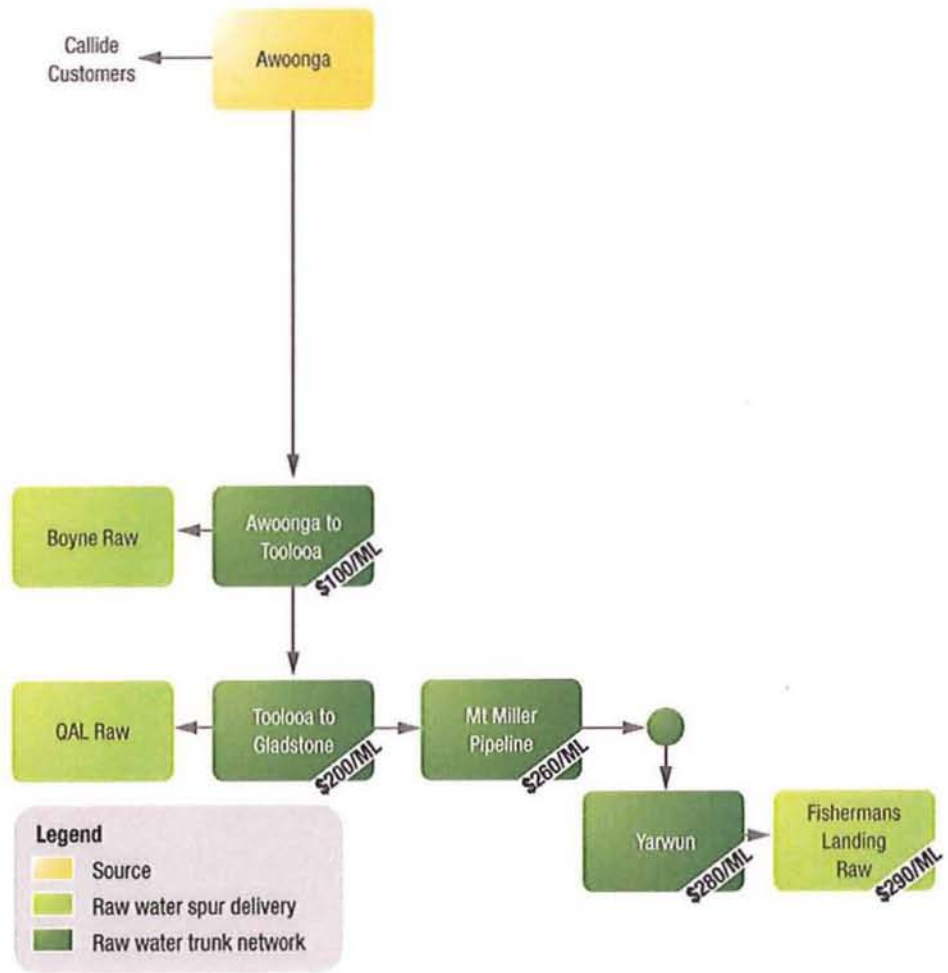 Callide
Customers
Awoonga
Boyne Raw
Awoonga to
Toolooa
$100/ML
QAL Raw
Toolooa to
Gladstone
$200/ML
Mt Miller
Pipeline
$260/ML
Yarwun
$280/ML
Fishermans
Landing
Raw
$290/ML
Legend
Source
Raw water spur delivery
Raw water trunk network